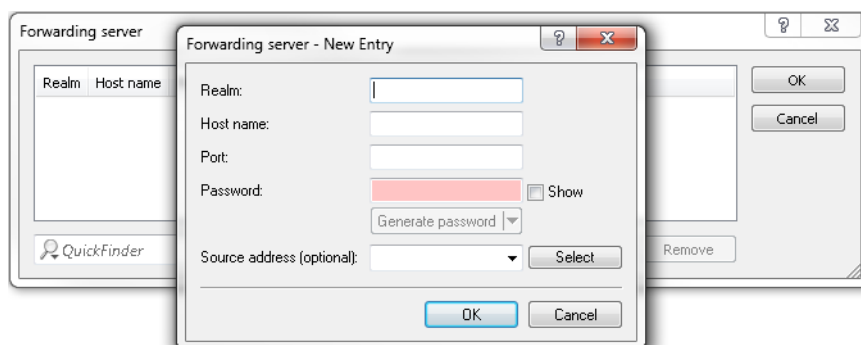 Forwarding server
Forwarding server - New Entry
Realm Host name
OK
Cancel
Realm:
Host name:
Port:
Password:
Show
Generate password
QuickFinder
Source address (optional):
Select
Remove
OK
Cancel